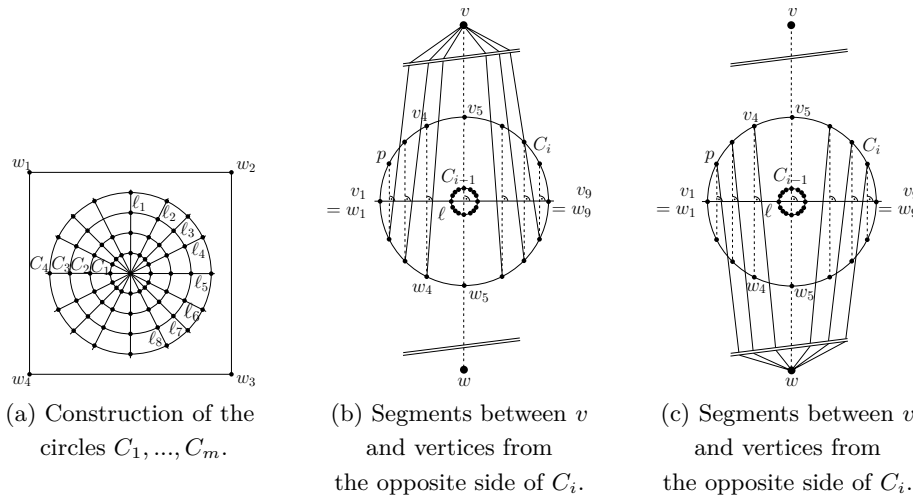 w₁
w₂
ℓ₁
ℓ₂
ℓ₃
ℓ₄
C₄ C₃ C₂ C₁
ℓ₅
ℓ₆
ℓ₇
ℓ₈
w₄
w₃
(a) Construction of the
circles C₁, ..., Cₘ.
v
v₄
v₅
p
Cᵢ
Cᵢ₋₁
v₁
= w₁
ℓ
v₉
= w₉
w₄
w₅
w
(b) Segments between v
and vertices from
the opposite side of Cᵢ.
v
v₄
v₅
p
Cᵢ
Cᵢ₋₁
v₁
= w₁
ℓ
v₉
= w₉
w₄
w₅
w
(c) Segments between v
and vertices from
the opposite side of Cᵢ.